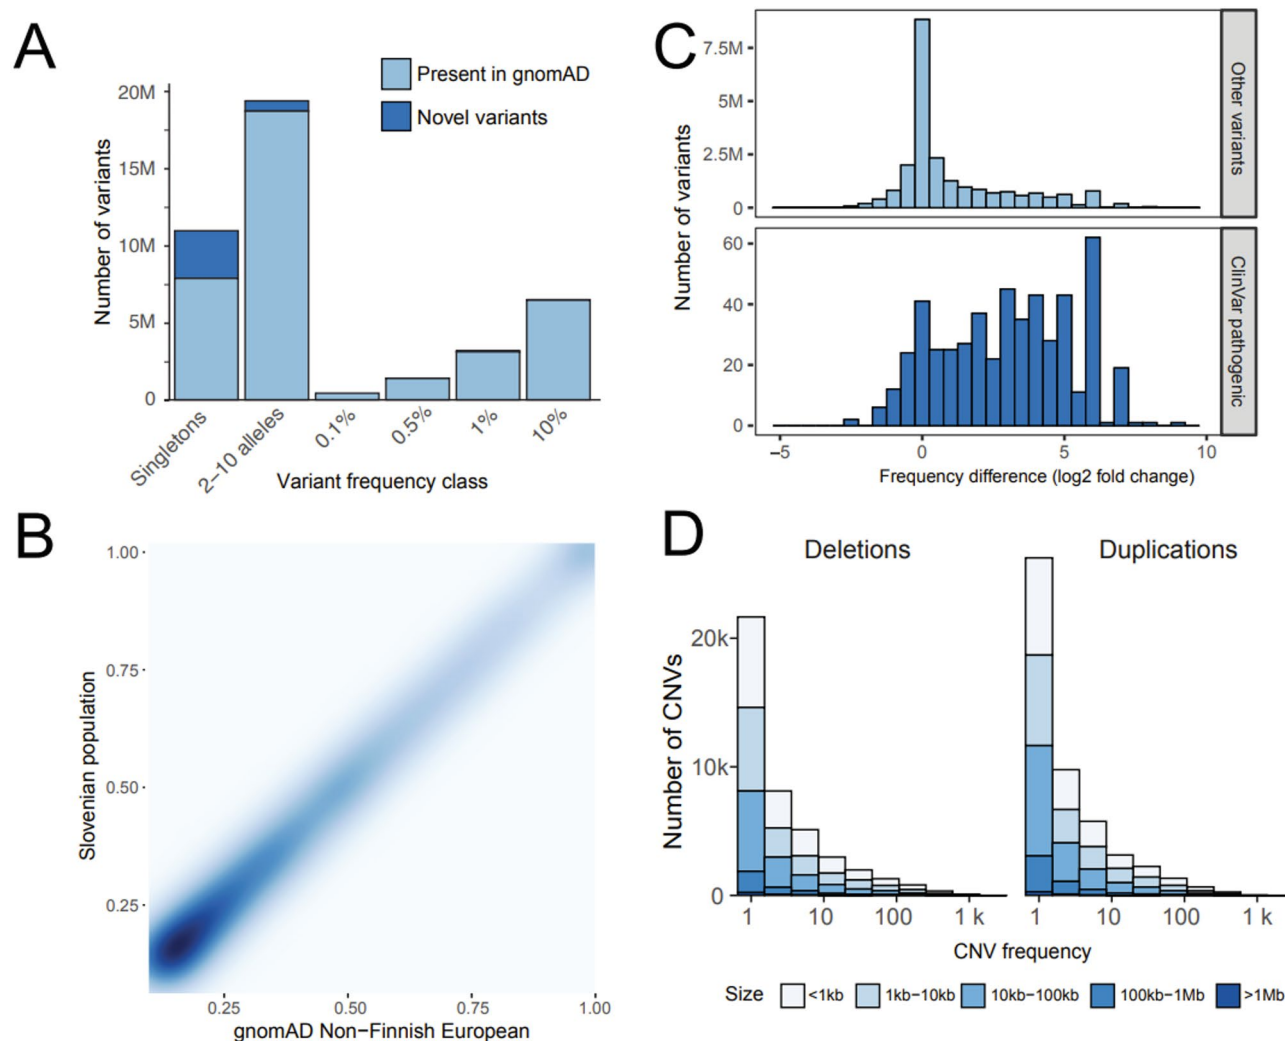 A
Present in gnomAD
Novel variants
Number of variants
20M
15M
10M
5M
0
Singletons
2−10 alleles
0.1%
0.5%
1%
10%
Variant frequency class
C
Number of variants
7.5M
5M
2.5M
0
Other variants
60
40
20
0
ClinVar pathogenic
−5
0
5
10
Frequency difference (log2 fold change)
B
Slovenian population
1.00
0.75
0.50
0.25
0.25
0.50
0.75
1.00
gnomAD Non−Finnish European
D
Deletions
Duplications
Number of CNVs
20k
10k
0
1
10
100
1 k
1
10
100
1 k
CNV frequency
Size
<1kb
1kb−10kb
10kb−100kb
100kb−1Mb
>1Mb